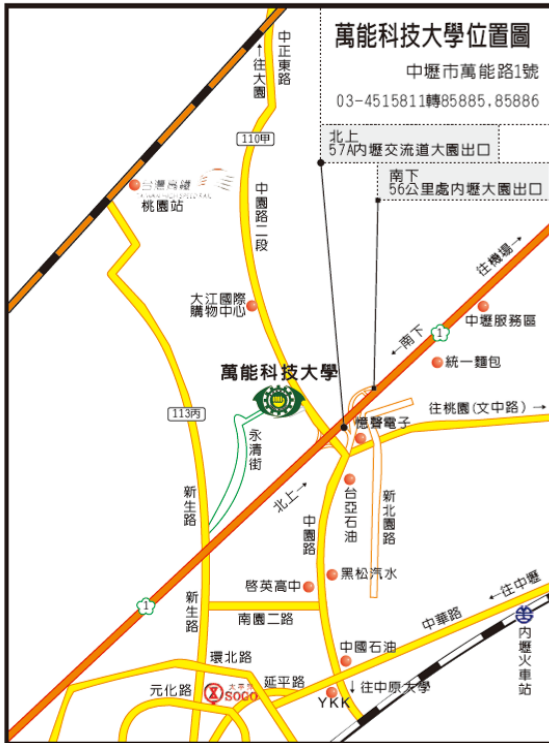 萬能科技大學位置圖
中壢市萬能路1號
03-4515811轉85885.85886
北上
57A內壢交流道大園出口
南下
56公里處內壢大園出口
中正東路
←往大園
110甲
中園路二段
台灣高鐵
桃園站
大江國際
購物中心
往機場→
中壢服務區
1
←南下
統一麵包
萬能科技大學
往桃園(文中路)→
憶聲電子
113丙
永清街
北上→
台亞石油
新北園路
新生路
中園路
黑松汽水
啓英高中
1
新生路
南園二路
中華路
←往中壢
內壢火車站
環北路
中國石油
元化路
SOGO
延平路
↓往中原大學
YKK